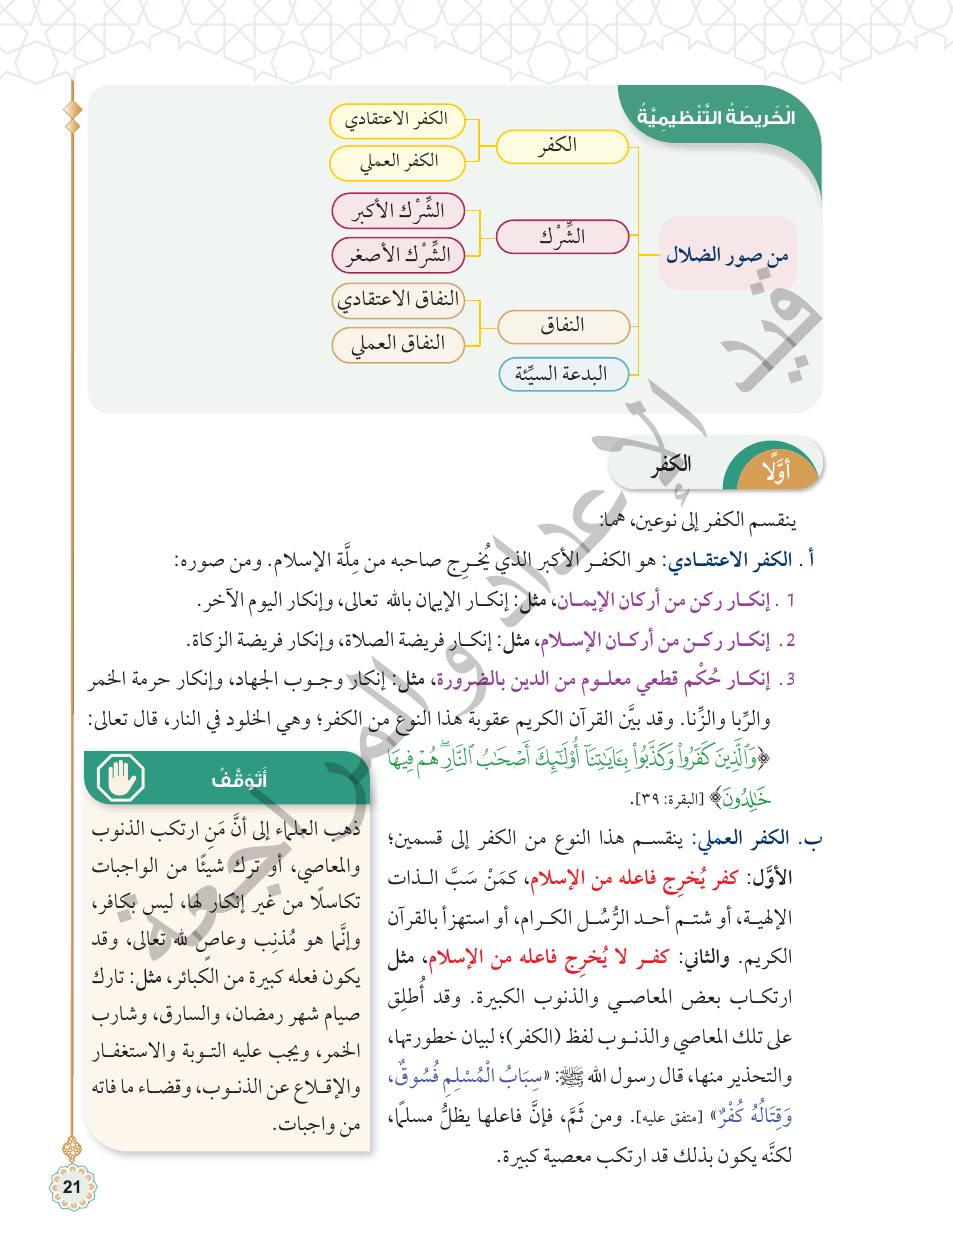 الْخَرِيطَةُ التَّنْظِيمِيَّةُ
من صور الضلال
الكفر
الكفر الاعتقادي
الكفر العملي
الشِّرْك
الشِّرْك الأكبر
الشِّرْك الأصغر
النفاق
النفاق الاعتقادي
النفاق العملي
البدعة السيِّئة
أوَّلًا
الكفر
ينقسم الكفر إلى نوعين، هما:
أ . الكفر الاعتقادي: هو الكفر الأكبر الذي يُخرِج صاحبه من مِلَّة الإسلام. ومن صوره:
1 . إنكار ركن من أركان الإيمان، مثل: إنكار الإيمان بالله تعالى، وإنكار اليوم الآخر.
2 . إنكار ركن من أركان الإسلام، مثل: إنكار فريضة الصلاة، وإنكار فريضة الزكاة.
3 . إنكار حُكْم قطعي معلوم من الدين بالضرورة، مثل: إنكار وجوب الجهاد، وإنكار حرمة الخمر
والرِّبا والزِّنا. وقد بيَّن القرآن الكريم عقوبة هذا النوع من الكفر؛ وهي الخلود في النار، قال تعالى:
﴿وَٱلَّذِينَ كَفَرُواْ وَكَذَّبُواْ بِـَٔايَٰتِنَآ أُوْلَٰٓئِكَ أَصۡحَٰبُ ٱلنَّارِۖ هُمۡ فِيهَا
خَٰلِدُونَ﴾ [البقرة: ٣٩].
ب. الكفر العملي: ينقسم هذا النوع من الكفر إلى قسمين؛
الأوَّل: كفر يُخرِج فاعله من الإسلام، كمَنْ سَبَّ الذات
الإلهية، أو شتم أحد الرُّسُل الكرام، أو استهزأ بالقرآن
الكريم. والثاني: كفر لا يُخرِج فاعله من الإسلام، مثل
ارتكاب بعض المعاصي والذنوب الكبيرة. وقد أُطلِق
على تلك المعاصي والذنوب لفظ (الكفر)؛ لبيان خطورتها،
والتحذير منها، قال رسول الله ﷺ: «سِبَابُ الْمُسْلِمِ فُسُوقٌ،
وَقِتَالُهُ كُفْرٌ» [متفق عليه]. ومن ثَمَّ، فإنَّ فاعلها يظلُّ مسلمًا،
لكنَّه يكون بذلك قد ارتكب معصية كبيرة.
أَتَوَقَّفُ
ذهب العلماء إلى أنَّ مَنِ ارتكب الذنوب
والمعاصي، أو ترك شيئًا من الواجبات
تكاسلًا من غير إنكار لها، ليس بكافر،
وإنَّما هو مُذنِب وعاصٍ لله تعالى، وقد
يكون فعله كبيرة من الكبائر، مثل: تارك
صيام شهر رمضان، والسارق، وشارب
الخمر، ويجب عليه التوبة والاستغفار
والإقلاع عن الذنوب، وقضاء ما فاته
من واجبات.
قيد الإعداد والمراجعة
21